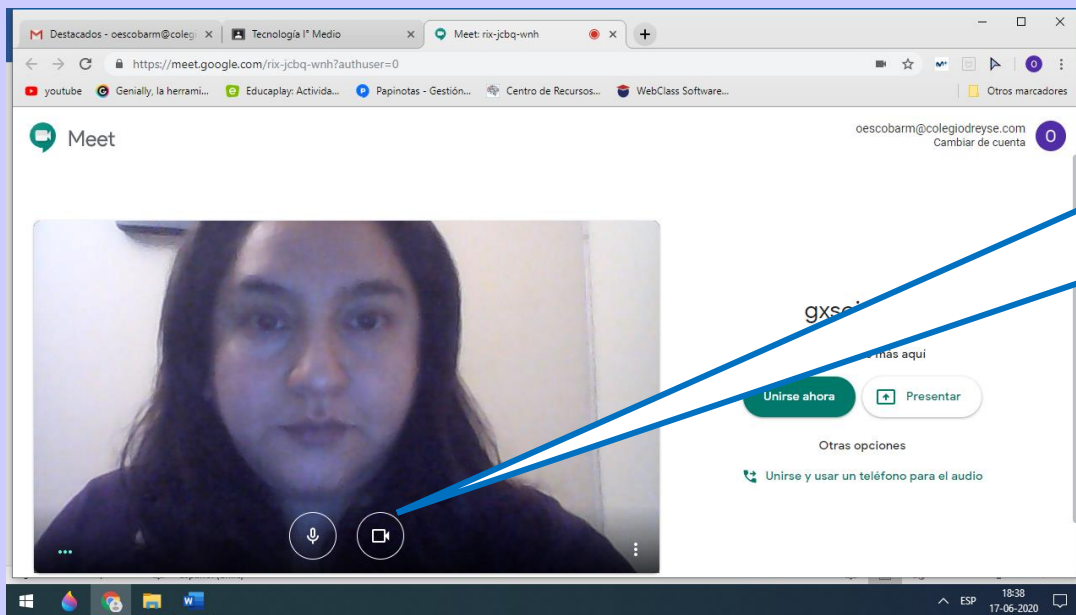 Destacados - oescobarm@coleg
Tecnología I° Medio
Meet: rix-jcbq-wnh
https://meet.google.com/rix-jcbq-wnh?authuser=0
youtube
Genially, la herrami...
Educaplay: Activida...
Papinotas - Gestión...
Centro de Recursos...
WebClass Software...
Otros marcadores
Meet
oescobarm@colegiodreyse.com
Cambiar de cuenta
O
más aquí
Unirse ahora
Presentar
Otras opciones
Unirse y usar un teléfono para el audio
ESP
18:38
17-06-2020